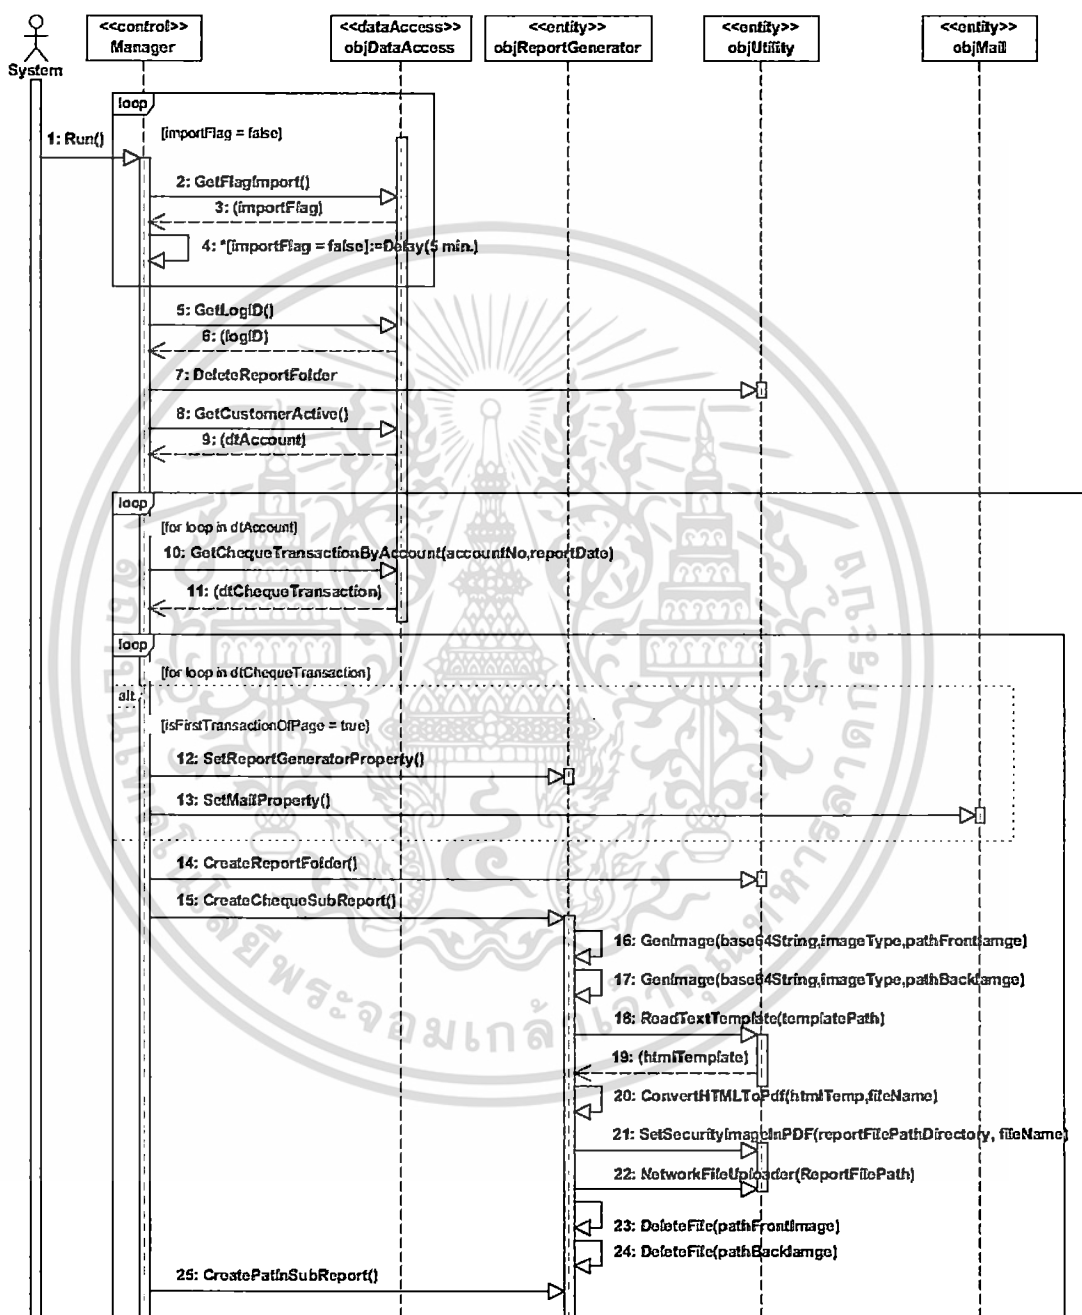 <<control>>
Manager
<<dataAccess>>
objDataAccess
<<entity>>
objReportGenerator
<<entity>>
objUtility
<<entity>>
objMail
System
loop
[importFlag = false]
1: Run()
2: GetFlagImport()
3: (importFlag)
4: *[importFlag = false]:=Delay(5 min.)
5: GetLogID()
6: (logID)
7: DeleteReportFolder
8: GetCustomerActive()
9: (dtAccount)
loop
[for loop in dtAccount]
10: GetChequeTransactionByAccount(accountNo,reportDate)
11: (dtChequeTransaction)
loop
[for loop in dtChequeTransaction]
alt
[isFirstTransactionOfPage = true]
12: SetReportGeneratorProperty()
13: SetMailProperty()
14: CreateReportFolder()
15: CreateChequeSubReport()
16: GenImage(base64String,imageType,pathFrontIamge)
17: GenImage(base64String,imageType,pathBackIamge)
18: ReadTextTemplate(templatePath)
19: (htmlTemplate)
20: ConvertHTMLToPdf(htmlTemp,fileName)
21: SetSecurityImageInPDF(reportFilePathDirectory, fileName)
22: NetworkFileUploader(ReportFilePath)
23: DeleteFile(pathFrontImage)
24: DeleteFile(pathBackIamge)
25: CreatePatInSubReport()